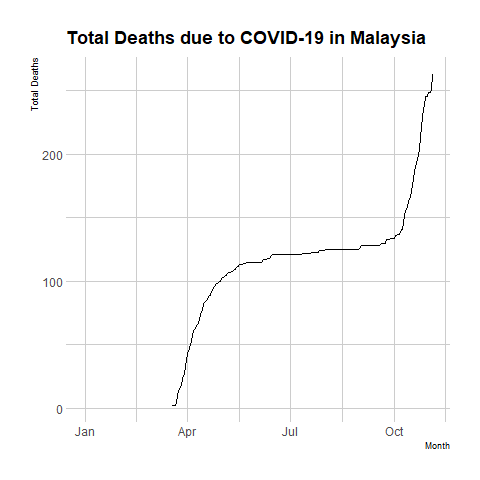 Total Deaths due to COVID-19 in Malaysia
Total Deaths
200
100
0
Jan Apr Jul Oct
Month